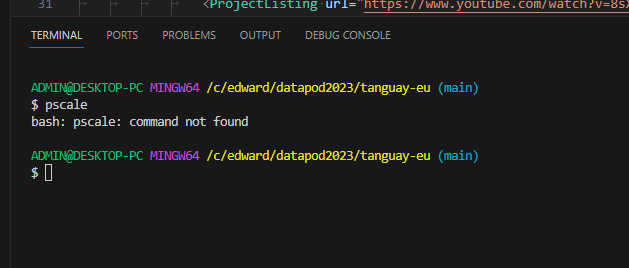 31 <ProjectListing url="https://www.youtube.com/watch?v=8sX
TERMINAL PORTS PROBLEMS OUTPUT DEBUG CONSOLE
ADMIN@DESKTOP-PC MINGW64 /c/edward/datapod2023/tanguay-eu (main)
$ pscale
bash: pscale: command not found
ADMIN@DESKTOP-PC MINGW64 /c/edward/datapod2023/tanguay-eu (main)
$